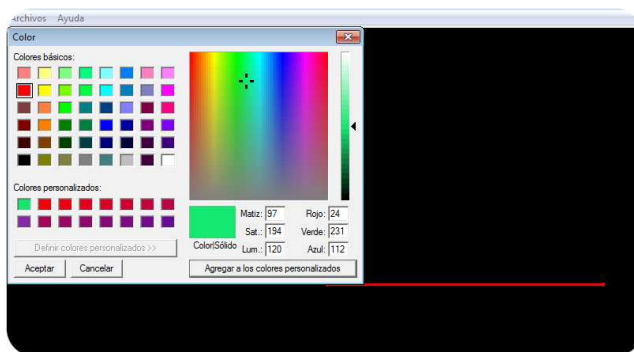 Archivos Ayuda
Color
Colores básicos:
Colores personalizados:
Definir colores personalizados >>
Aceptar Cancelar
Color|Sólido
Matiz: 97 Rojo: 24
Sat.: 194 Verde: 231
Lum.: 120 Azul: 112
Agregar a los colores personalizados